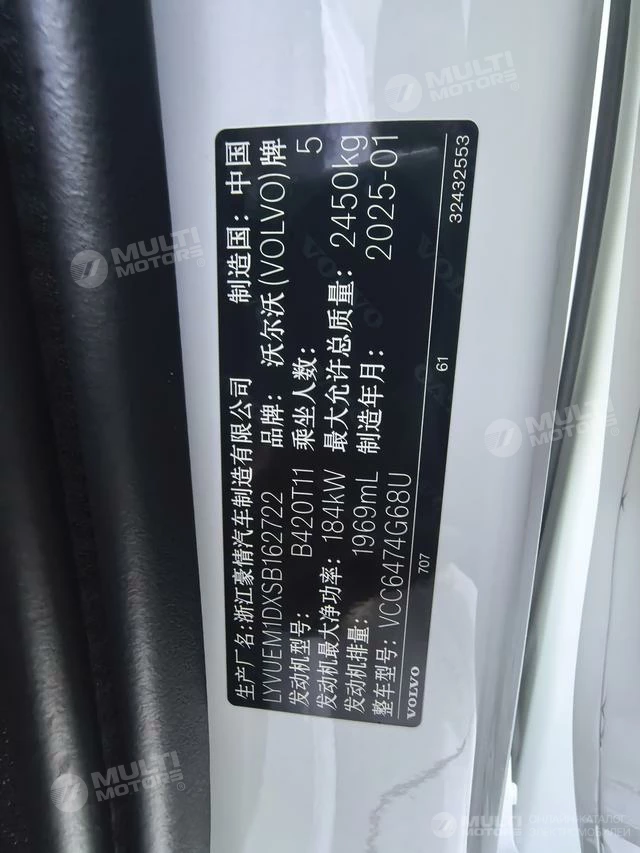 生产厂名:浙江豪情汽车制造有限公司 制造国:中国
LYVUEM1DXSB162722 品牌:沃尔沃(VOLVO)牌
发动机型号: B420T11 乘坐人数: 5
发动机最大净功率: 184kW 最大允许总质量: 2450kg
发动机排量: 1969mL 制造年月: 2025-01
整车型号: VCC6474G68U
VOLVO 707 61 32432553
MULTI
MOTORS
MULTI
MOTORS
MULTI
MOTORS
MULTI
MOTORS
MULTI
MOTORS
ОНЛАЙН-КАТАЛОГ
ЭЛЕКТРОМОБИЛЕЙ